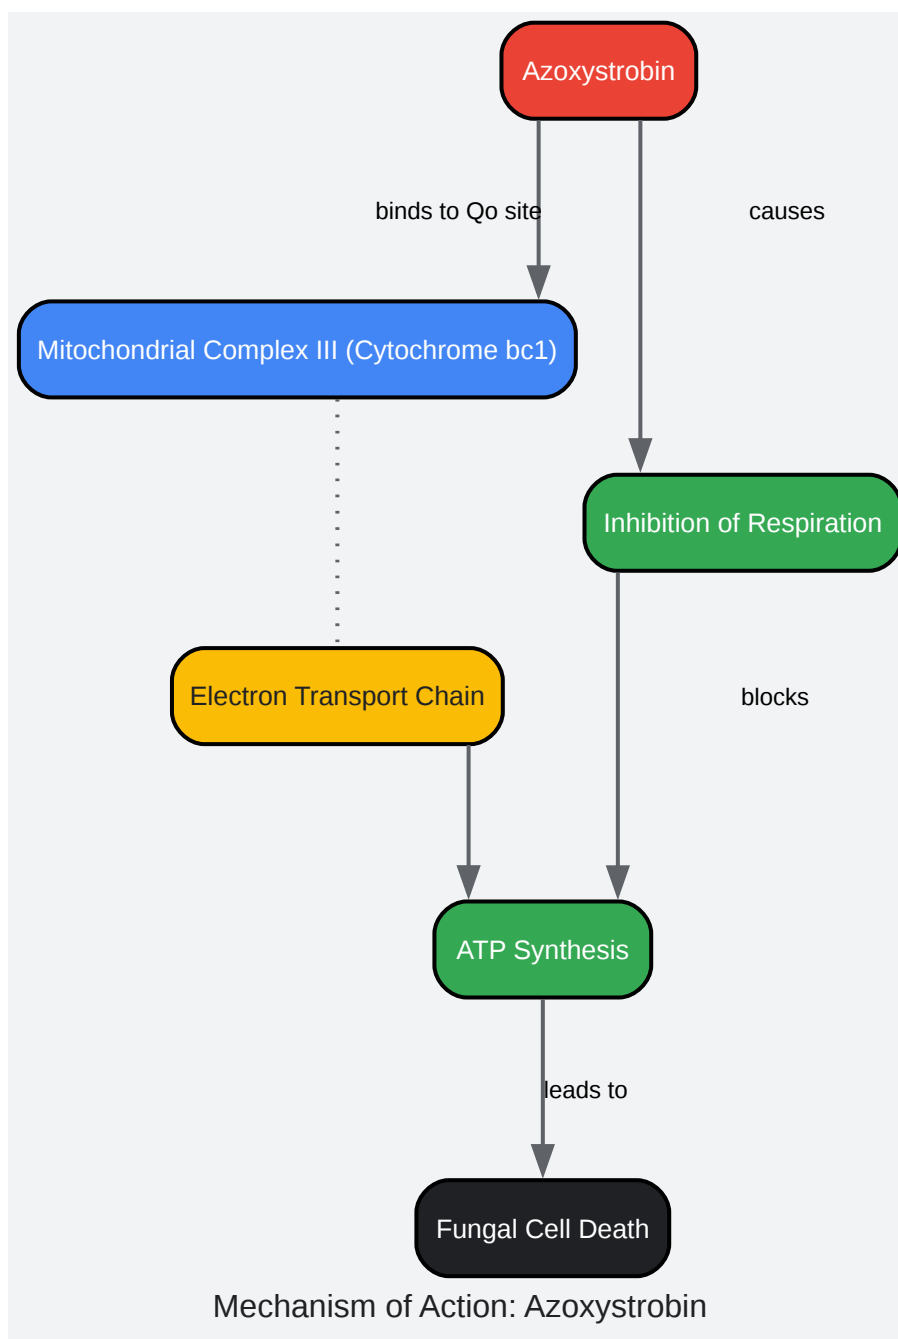 Azoxystrobin
binds to Qo site
causes
Mitochondrial Complex III (Cytochrome bc1)
Inhibition of Respiration
Electron Transport Chain
blocks
ATP Synthesis
leads to
Fungal Cell Death
Mechanism of Action: Azoxystrobin